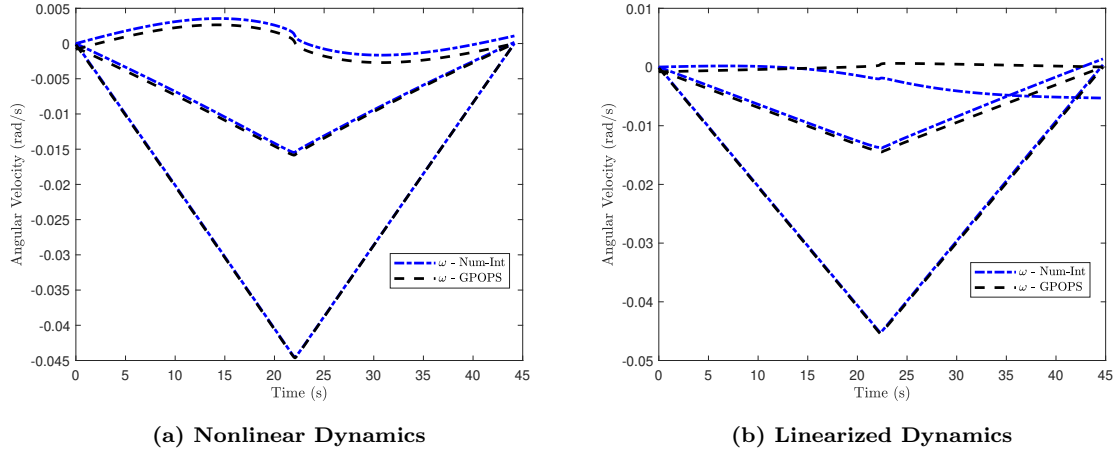 0.005
0
-0.005
-0.01
-0.015
-0.02
-0.025
-0.03
-0.035
-0.04
-0.045
Angular Velocity (rad/s)
0 5 10 15 20 25 30 35 40 45
Time (s)
ω - Num-Int
ω - GPOPS
(a) Nonlinear Dynamics
0.01
0
-0.01
-0.02
-0.03
-0.04
-0.05
Angular Velocity (rad/s)
0 5 10 15 20 25 30 35 40 45
Time (s)
ω - Num-Int
ω - GPOPS
(b) Linearized Dynamics